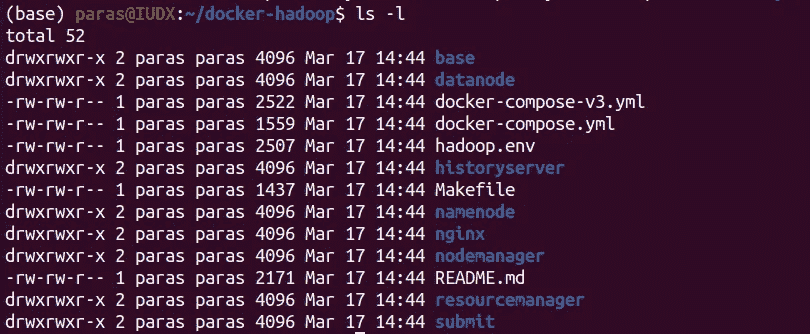 (base) paras@IUDX:~/docker-hadoop$ ls -l
total 52
drwxrwxr-x 2 paras paras 4096 Mar 17 14:44 base
drwxrwxr-x 2 paras paras 4096 Mar 17 14:44 datanode
-rw-rw-r-- 1 paras paras 2522 Mar 17 14:44 docker-compose-v3.yml
-rw-rw-r-- 1 paras paras 1559 Mar 17 14:44 docker-compose.yml
-rw-rw-r-- 1 paras paras 2507 Mar 17 14:44 hadoop.env
drwxrwxr-x 2 paras paras 4096 Mar 17 14:44 historyserver
-rw-rw-r-- 1 paras paras 1437 Mar 17 14:44 Makefile
drwxrwxr-x 2 paras paras 4096 Mar 17 14:44 namenode
drwxrwxr-x 2 paras paras 4096 Mar 17 14:44 nginx
drwxrwxr-x 2 paras paras 4096 Mar 17 14:44 nodemanager
-rw-rw-r-- 1 paras paras 2171 Mar 17 14:44 README.md
drwxrwxr-x 2 paras paras 4096 Mar 17 14:44 resourcemanager
drwxrwxr-x 2 paras paras 4096 Mar 17 14:44 submit